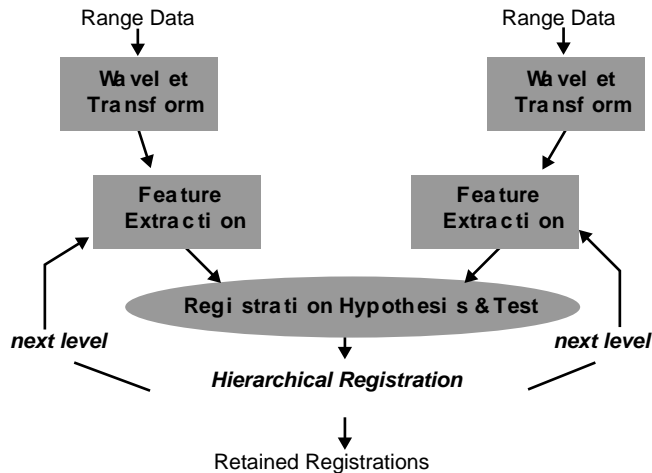 Range Data
Range Data
Wavelet
Transform
Wavelet
Transform
Feature
Extraction
Feature
Extraction
Registration Hypothesis & Test
next level
next level
Hierarchical Registration
Retained Registrations